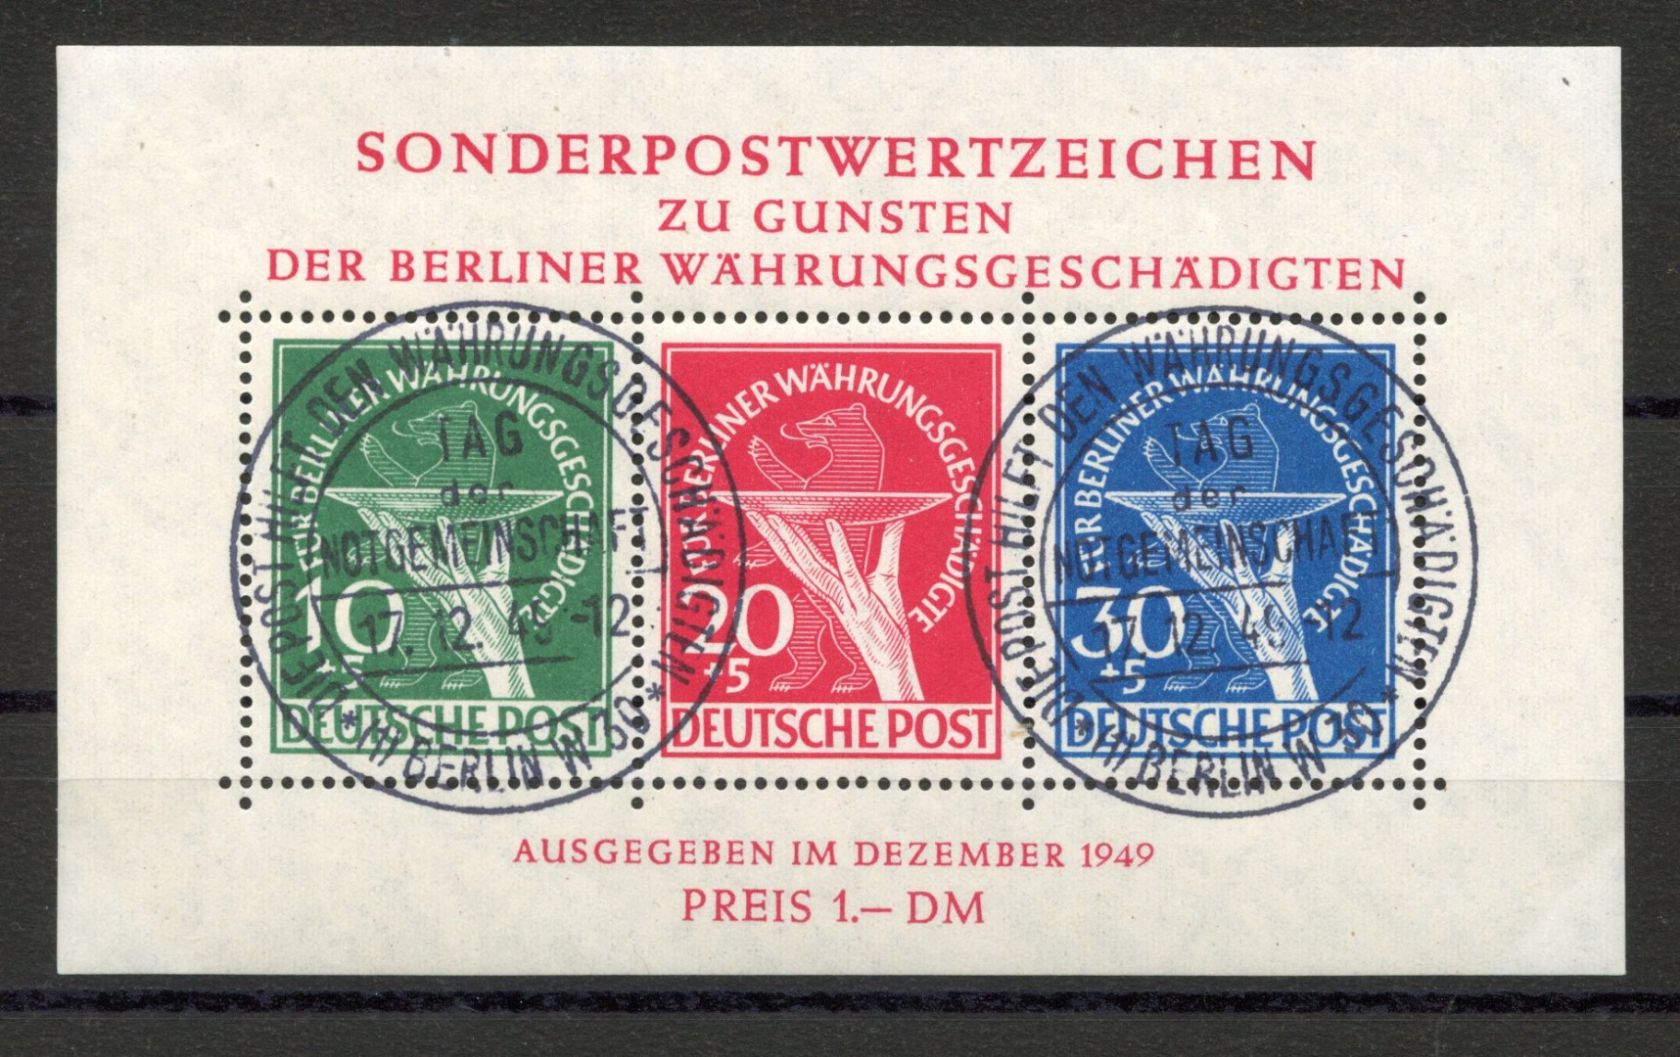 SONDERPOSTWERTZEICHEN
ZU GUNSTEN
DER BERLINER WÄHRUNGSGESCHÄDIGTEN
FÜR BERLINER WÄHRUNGSGESCHÄDIGTE
10
+5
DEUTSCHE POST
FÜR BERLINER WÄHRUNGSGESCHÄDIGTE
20
+5
DEUTSCHE POST
FÜR BERLINER WÄHRUNGSGESCHÄDIGTE
30
+5
DEUTSCHE POST
DIE POST HILFT DEN WÄHRUNGSGESCHÄDIGTEN
TAG
der
NOTGEMEINSCHAFT
17.12.49-12
BERLIN W 30
DIE POST HILFT DEN WÄHRUNGSGESCHÄDIGTEN
TAG
der
NOTGEMEINSCHAFT
17.12.49-12
BERLIN W 30
AUSGEGEBEN IM DEZEMBER 1949
PREIS 1.— DM